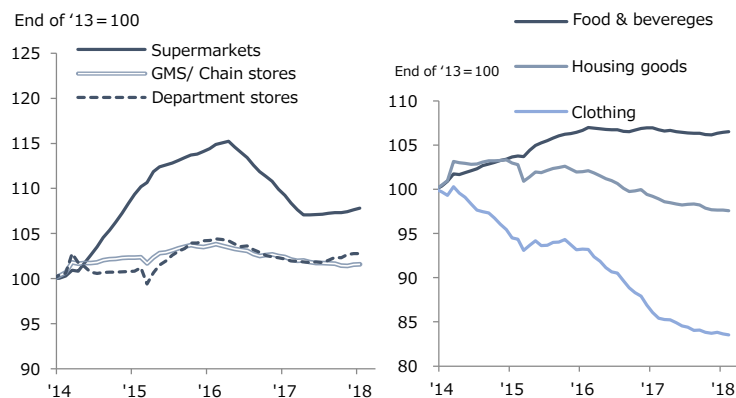 End of ‘13=100
Supermarkets
GMS/ Chain stores
Department stores
125
120
115
110
105
100
95
90
'14 '15 '16 '17 '18
Food & bevereges
Housing goods
End of ‘13=100
Clothing
110
105
100
95
90
85
80
'14 '15 '16 '17 '18